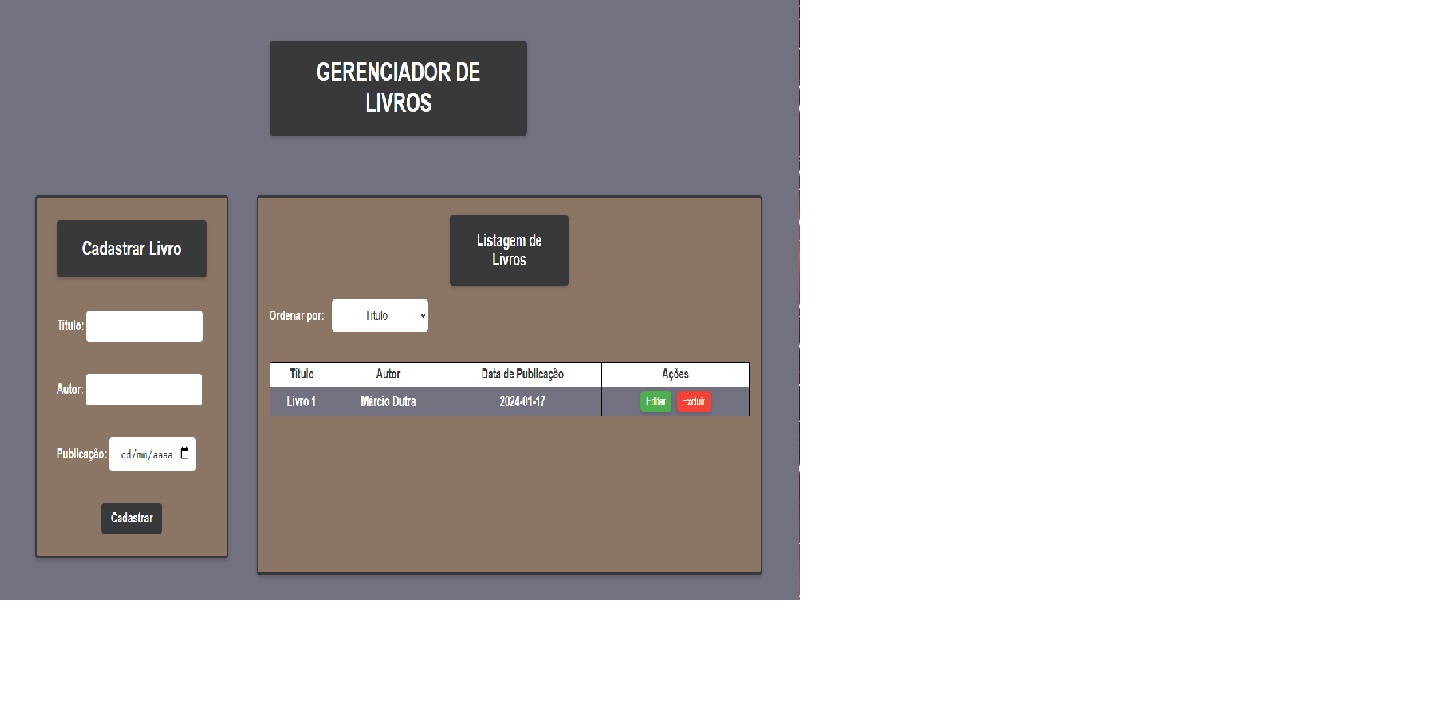 GERENCIADOR DE
LIVROS
Cadastrar Livro
Título:
Autor:
Publicação:
dd/mm/aaaa
Cadastrar
Listagem de
Livros
Ordenar por: Título
Título Autor Data de Publicação Ações
Livro 1 Márcio Dutra 2024-01-17 Editar Excluir